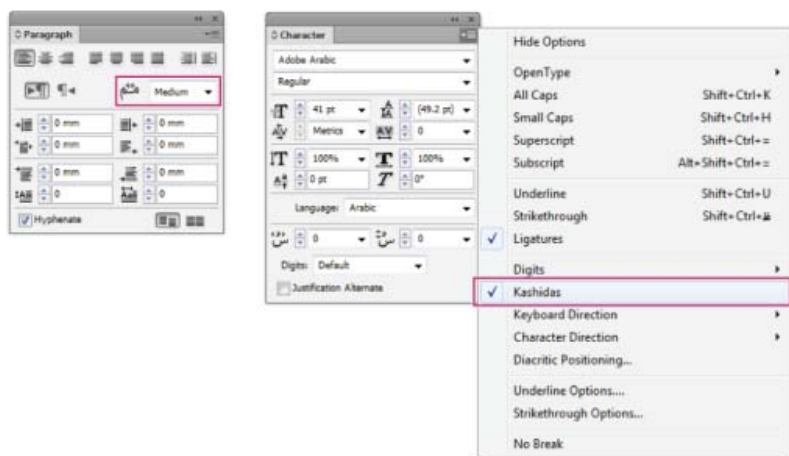 Paragraph
Medium
0 mm
0 mm
0 mm
0 mm
0 mm
0 mm
0
0
Hyphenate
Character
Adobe Arabic
Regular
41 pt
(49.2 pt)
Metrics
0
100%
100%
0 pt
0°
Language: Arabic
0
0
Digits: Default
Justification Alternate
Hide Options
OpenType
All Caps Shift+Ctrl+K
Small Caps Shift+Ctrl+H
Superscript Shift+Ctrl+=
Subscript Alt+Shift+Ctrl+=
Underline Shift+Ctrl+U
Strikethrough Shift+Ctrl+
Ligatures
Digits
Kashidas
Keyboard Direction
Character Direction
Diacritic Positioning...
Underline Options....
Strikethrough Options...
No Break